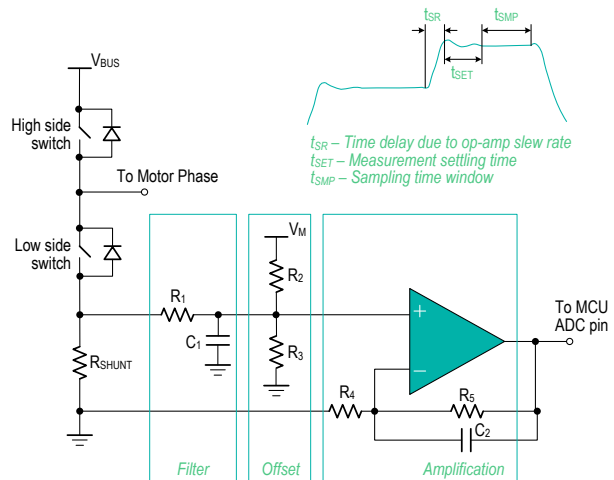 tSR
tSMP
tSET
VBUS
High side
switch
tSR – Time delay due to op-amp slew rate
tSET – Measurement settling time
tSMP – Sampling time window
To Motor Phase
Low side
switch
VM
R2
R1
C1
R3
+
−
To MCU
ADC pin
RSHUNT
R4
R5
C2
Filter
Offset
Amplification